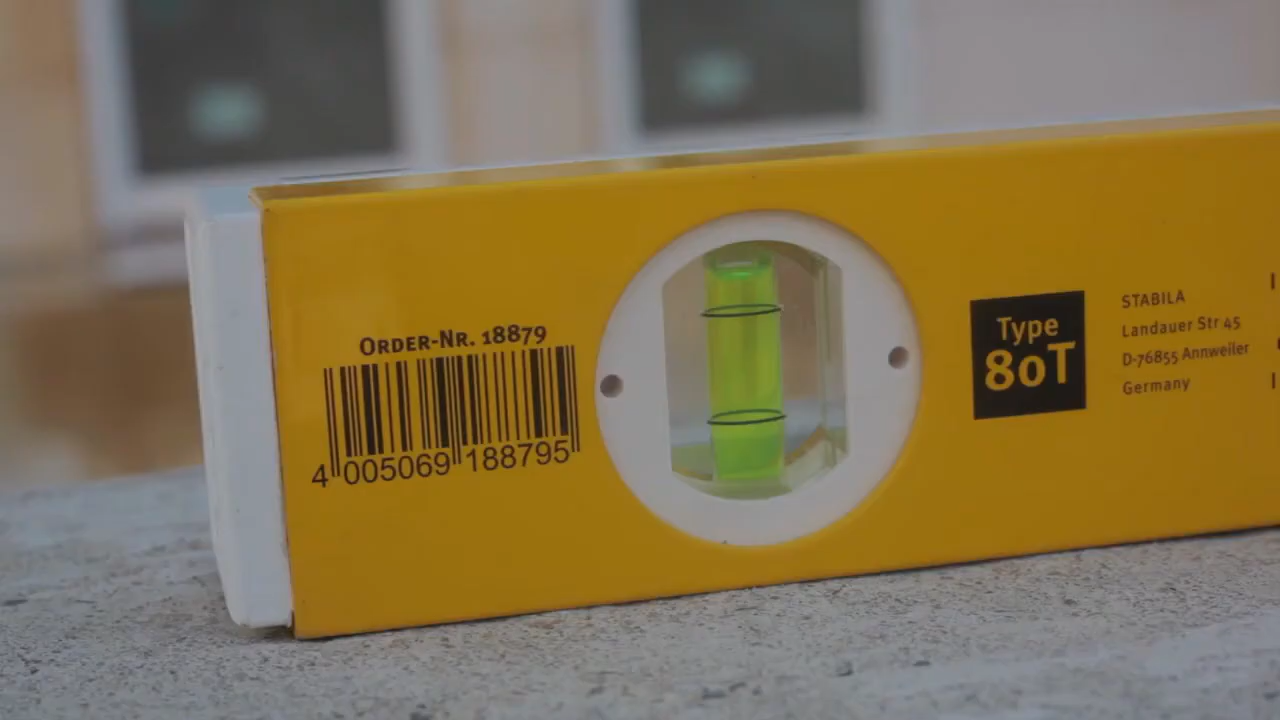 ORDER-NR. 18879
4 005069 188795
Type
80T
STABILA
Landauer Str 45
D-76855 Annweiler
Germany